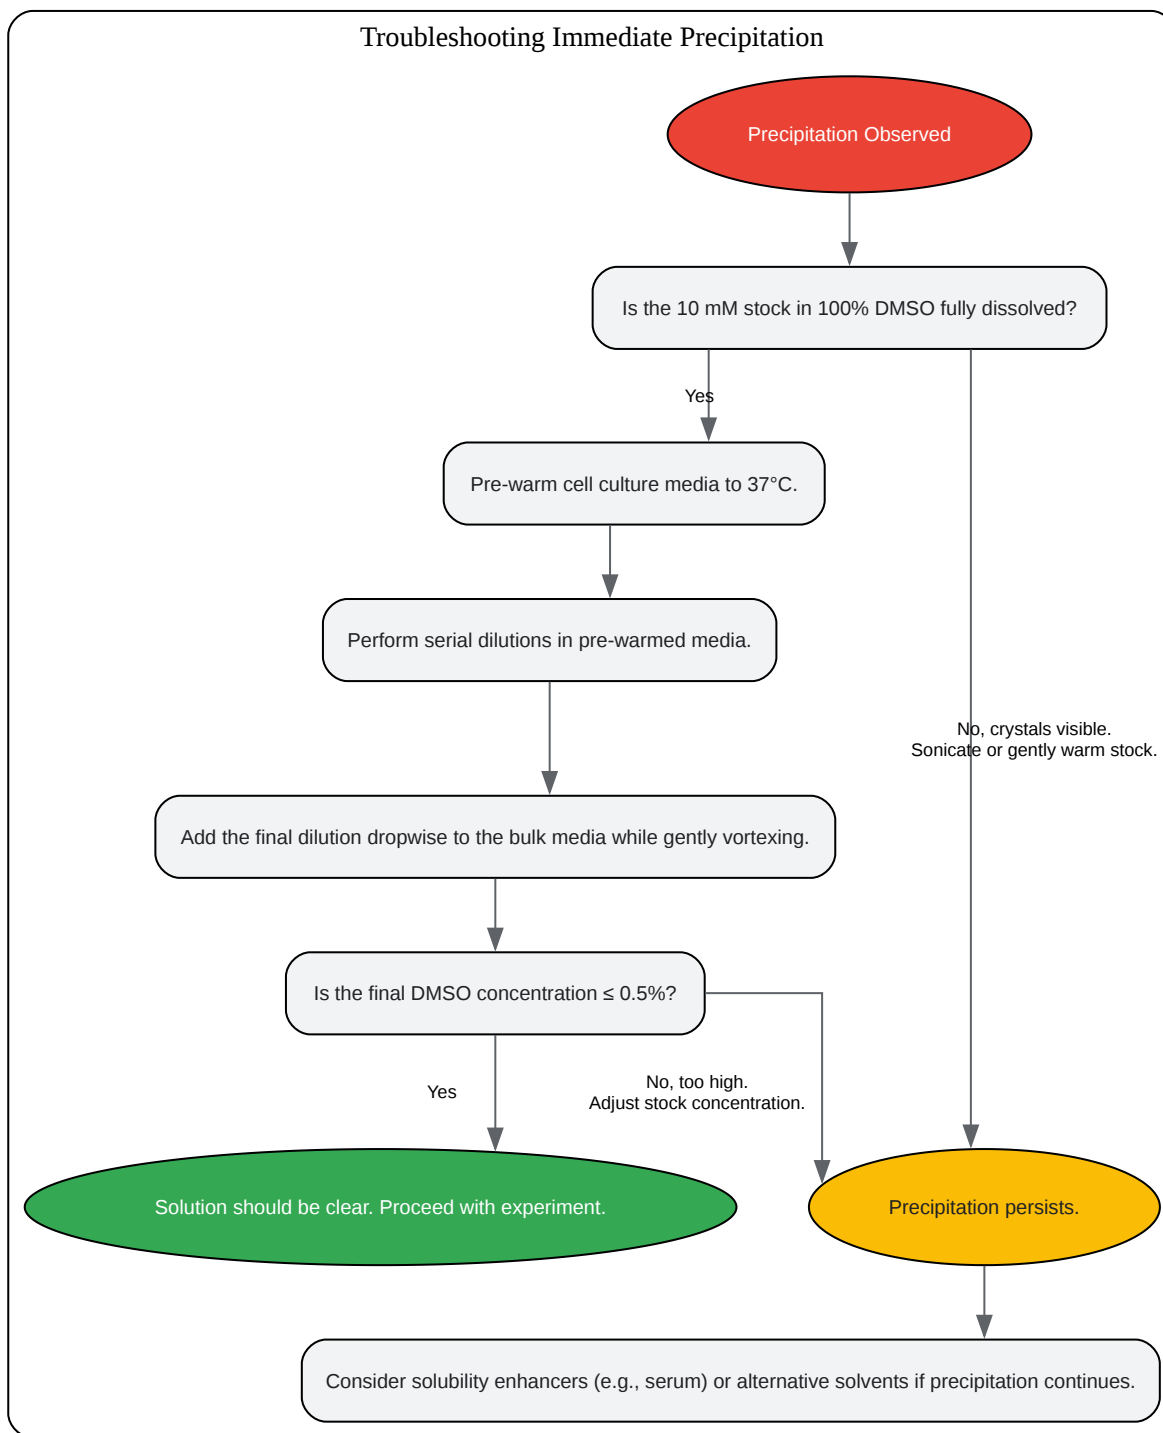 Troubleshooting Immediate Precipitation
Precipitation Observed
Is the 10 mM stock in 100% DMSO fully dissolved?
Yes
Pre-warm cell culture media to 37°C.
Perform serial dilutions in pre-warmed media.
No, crystals visible.
Sonicate or gently warm stock.
Add the final dilution dropwise to the bulk media while gently vortexing.
Is the final DMSO concentration ≤ 0.5%?
Yes
No, too high.
Adjust stock concentration.
Solution should be clear. Proceed with experiment.
Precipitation persists.
Consider solubility enhancers (e.g., serum) or alternative solvents if precipitation continues.